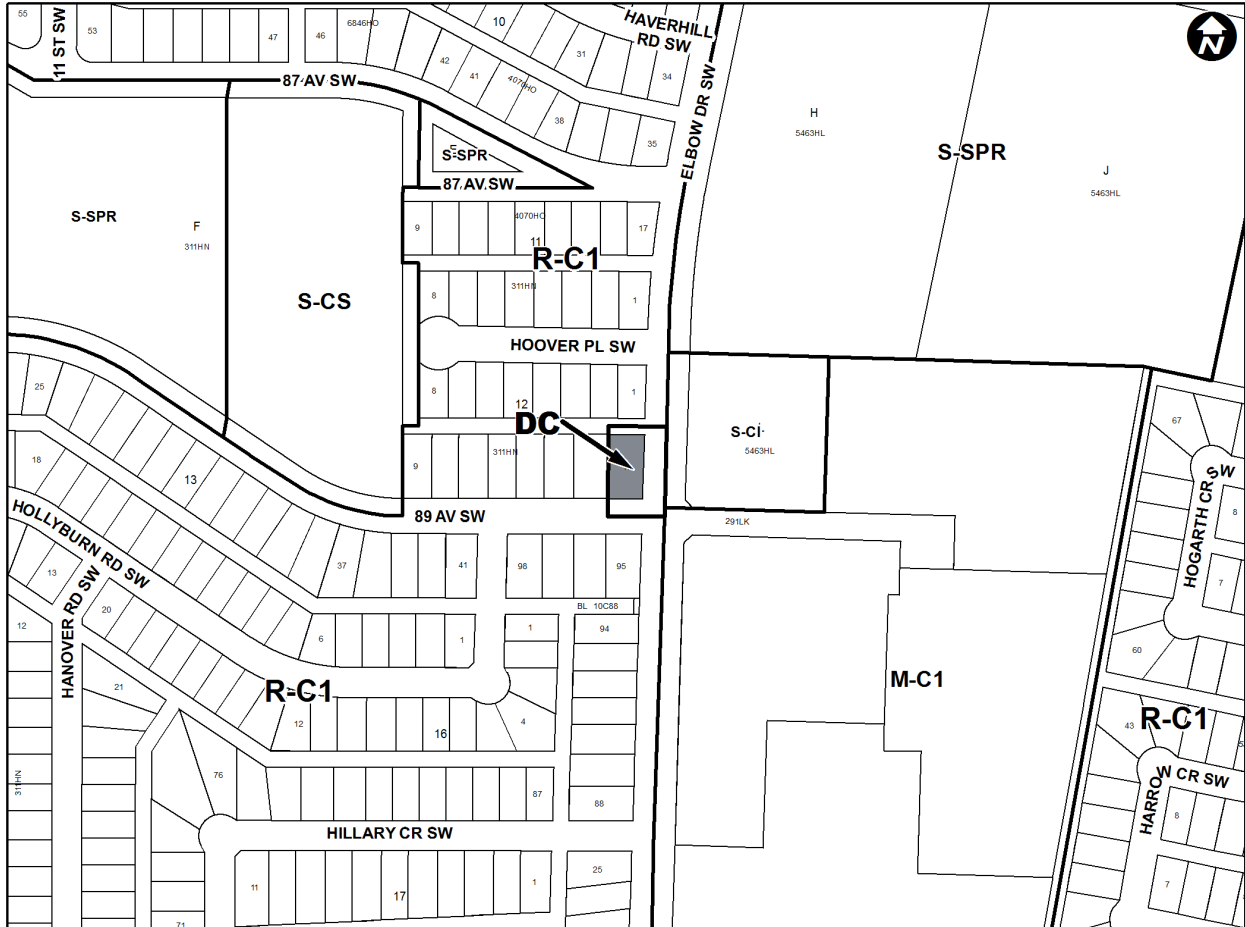 55
11 ST SW
53
47
46
6846HO
10
HAVERHILL
RD SW
31
34
N
42
41
4070HO
38
35
87 AV SW
ELBOW DR SW
H
5463HL
S-SPR
J
5463HL
S-SPR
87 AV SW
S-SPR
F
311HN
S-CS
9
4070HO
11
17
R-C1
8
311HN
1
HOOVER PL SW
8
12
1
DC
S-CI
5463HL
9
311HN
89 AV SW
291LK
25
18
13
HOLLYBURN RD SW
13
HANOVER RD SW
20
12
21
37
41
98
95
BL 10C88
6
1
1
94
R-C1
12
16
4
76
87
88
HILLARY CR SW
311HN
11
17
1
25
71
M-C1
67
HOGARTH CR SW
8
7
60
43
R-C1
HARROW CR SW
8
7